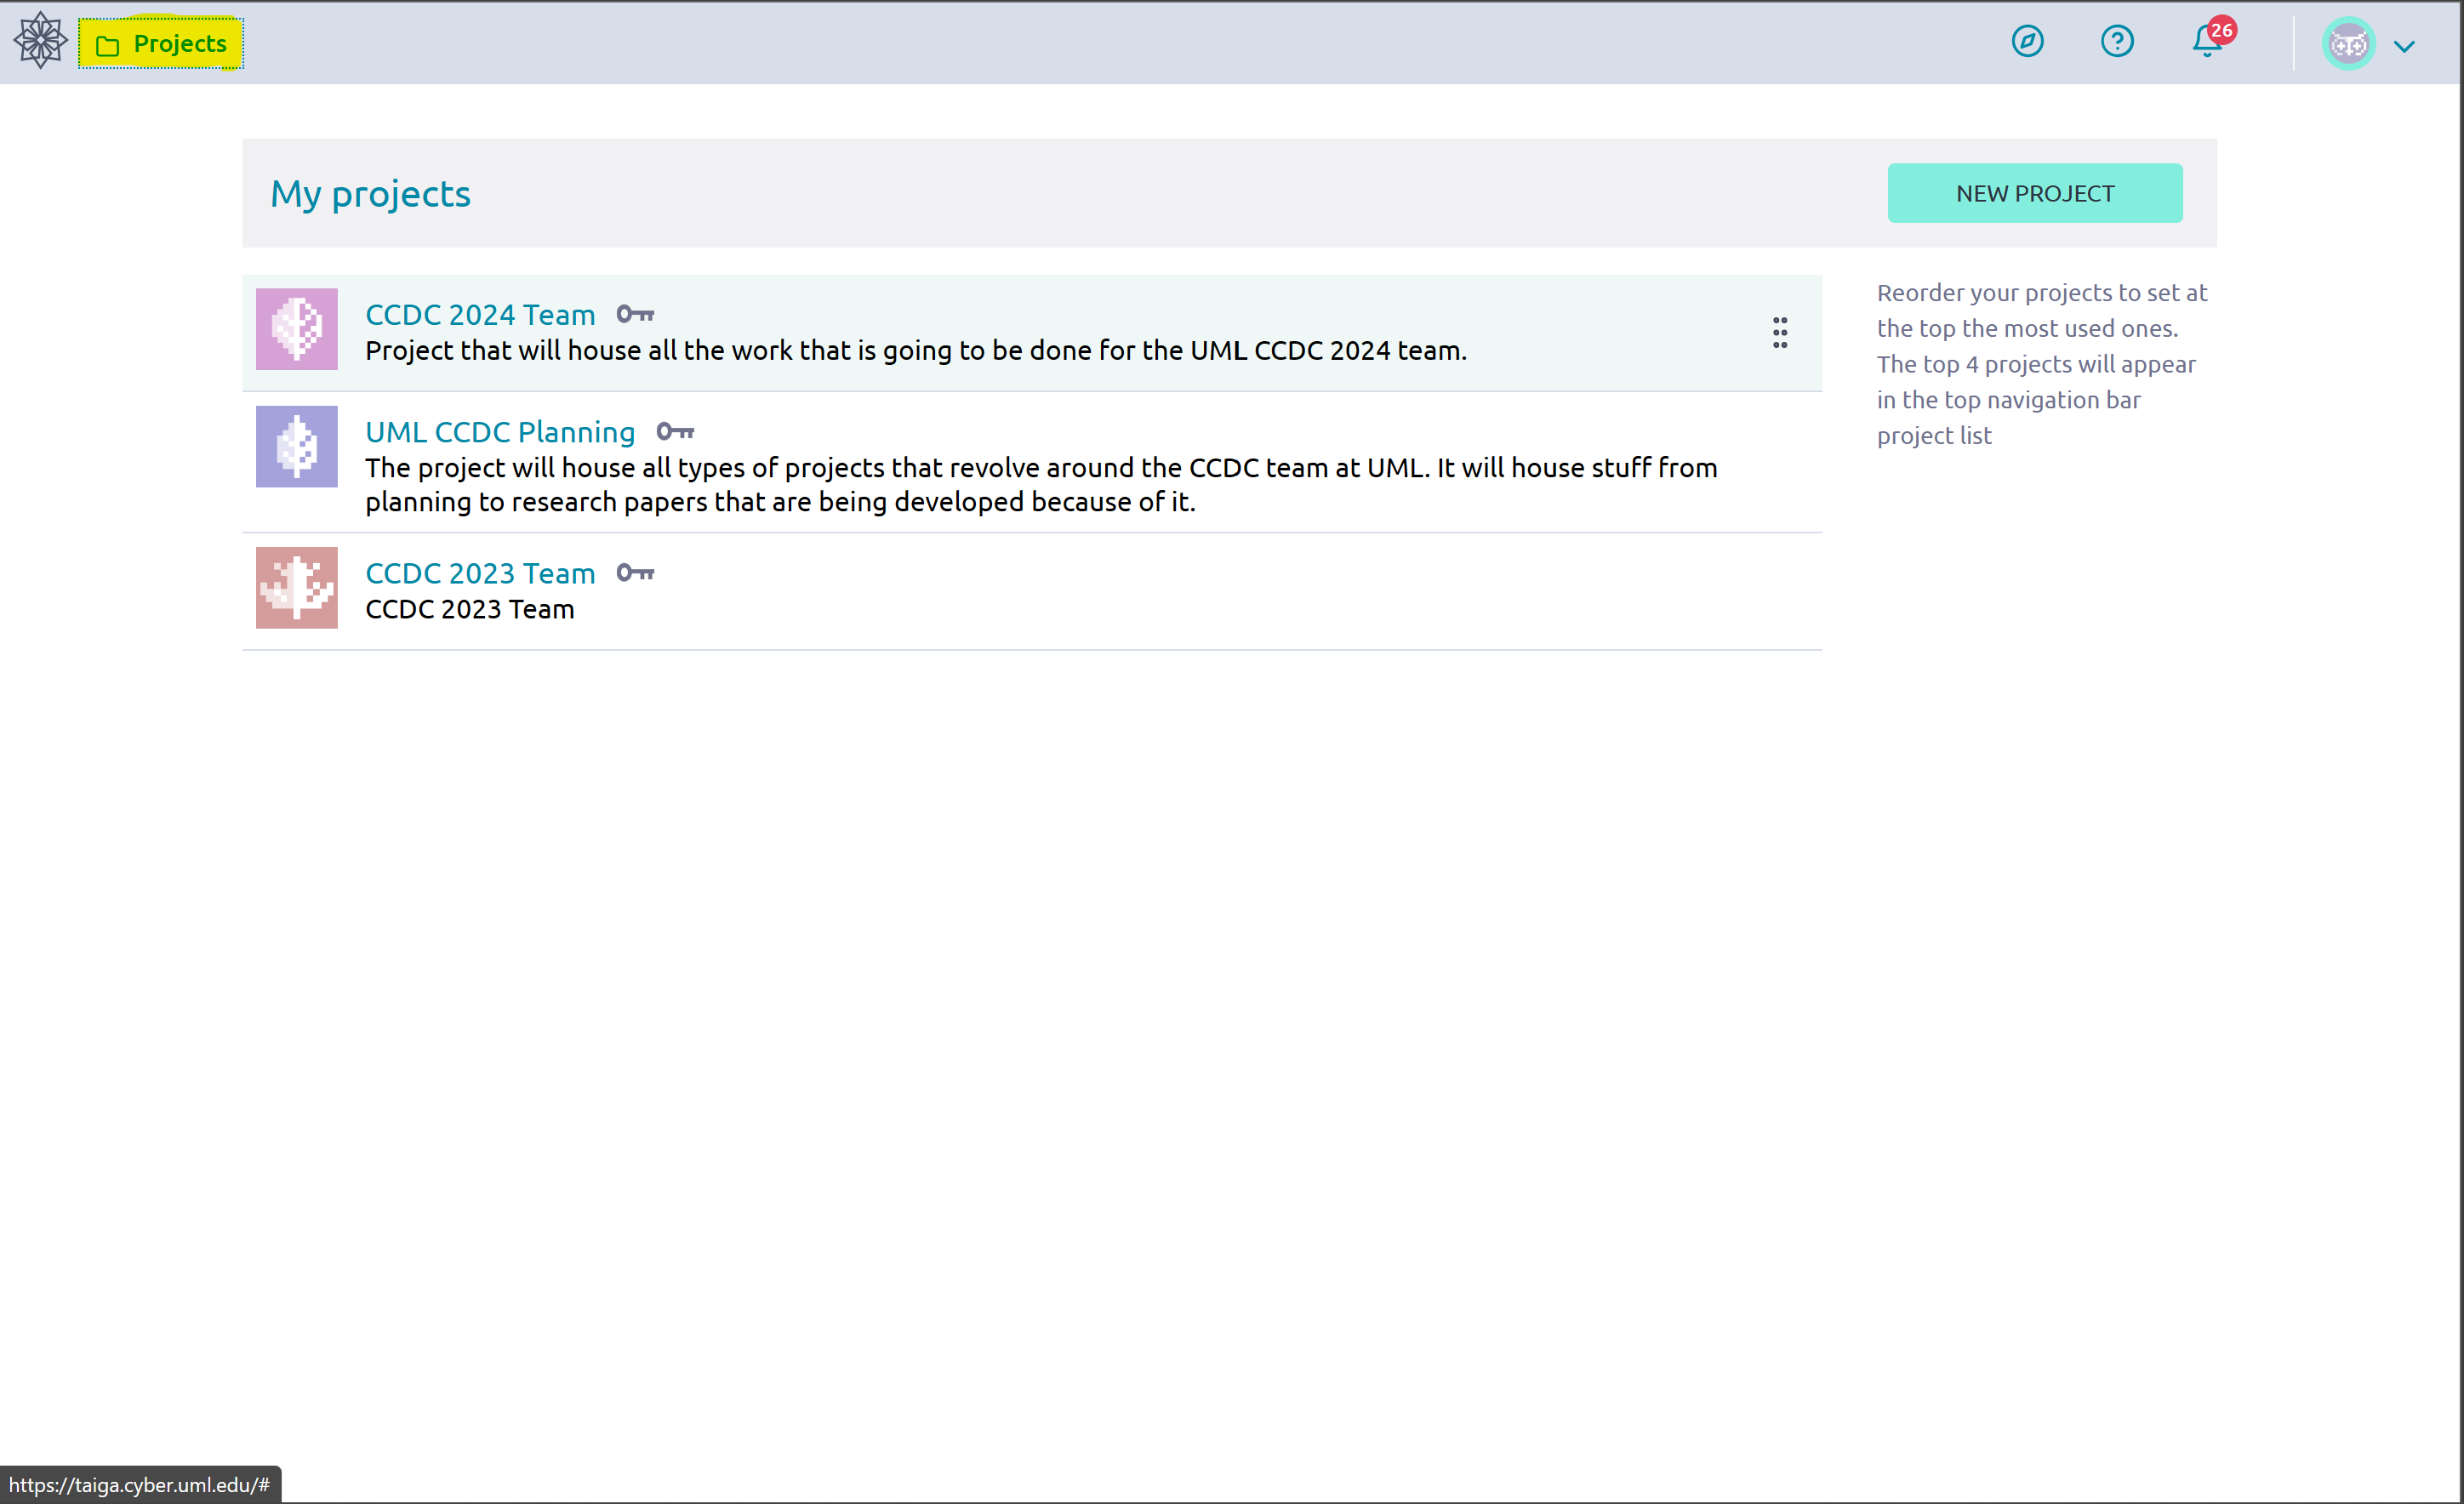 Projects
26
My projects
NEW PROJECT
CCDC 2024 Team
Project that will house all the work that is going to be done for the UML CCDC 2024 team.
UML CCDC Planning
The project will house all types of projects that revolve around the CCDC team at UML. It will house stuff from
planning to research papers that are being developed because of it.
CCDC 2023 Team
CCDC 2023 Team
Reorder your projects to set at
the top the most used ones.
The top 4 projects will appear
in the top navigation bar
project list
https://taiga.cyber.uml.edu/#